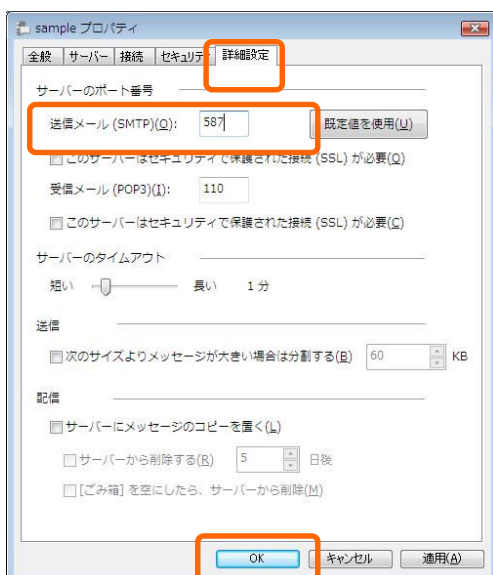 sample プロパティ
全般 サーバー 接続 セキュリティ 詳細設定
サーバーのポート番号
送信メール (SMTP)(O): 587 既定値を使用(U)
このサーバーはセキュリティで保護された接続 (SSL) が必要(Q)
受信メール (POP3)(I): 110
このサーバーはセキュリティで保護された接続 (SSL) が必要(C)
サーバーのタイムアウト
短い 長い 1 分
送信
次のサイズよりメッセージが大きい場合は分割する(B) 60 KB
配信
サーバーにメッセージのコピーを置く(L)
サーバーから削除する(R) 5 日後
[ごみ箱] を空にしたら、サーバーから削除(M)
OK キャンセル 適用(A)